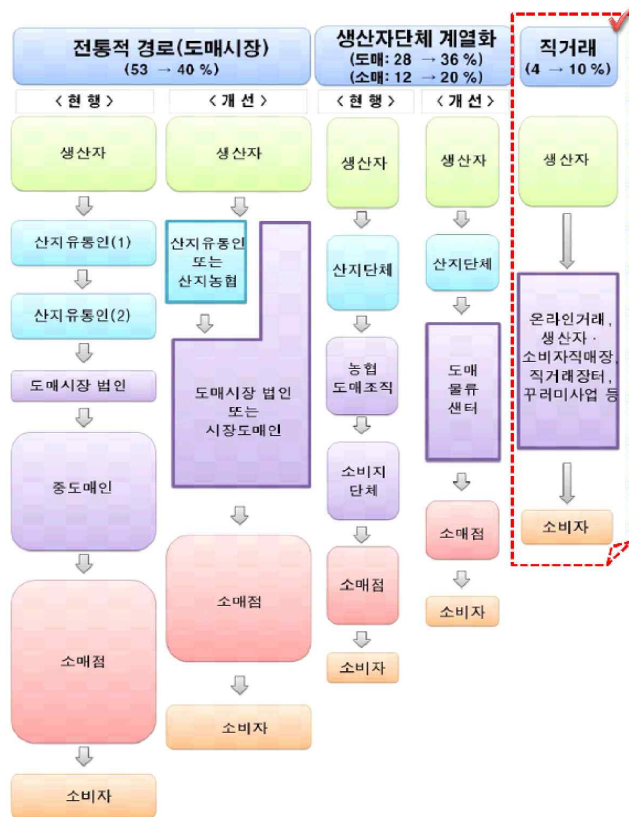 전통적 경로(도매시장)
(53 → 40 %)
생산자단체 계열화
(도매: 28 → 36 %)
(소매: 12 → 20 %)
직거래
(4 → 10 %)
<현행>
생산자
산지유통인(1)
산지유통인(2)
도매시장 법인
중도매인
소매점
소비자
<개선>
생산자
산지유통인
또는
산지농협
도매시장 법인
또는
시장도매인
소매점
소비자
<현행>
생산자
산지단체
농협
도매조직
소비지
단체
소매점
소비자
<개선>
생산자
산지단체
도매
물류
센터
소매점
소비자
생산자
온라인거래,
생산자·
소비자직매장,
직거래장터,
꾸러미사업 등
소비자